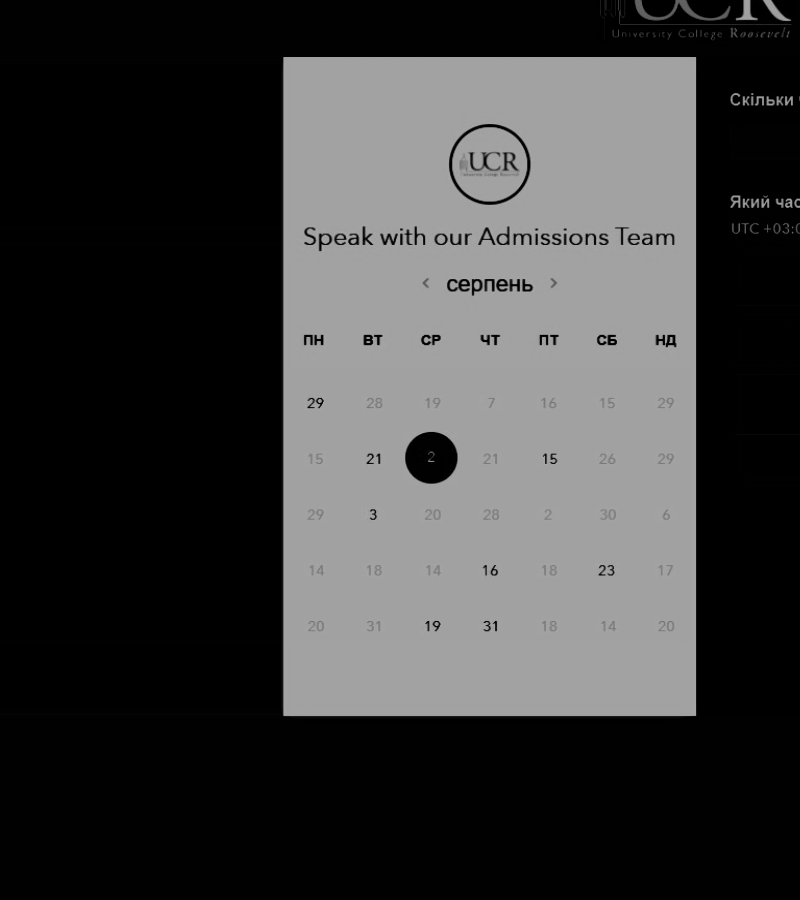 UCR
University College Roosevelt
Скільки
UCR
Який час
Speak with our Admissions Team
UTC +03:0
< серпень >
ПН ВТ СР ЧТ ПТ СБ НД
29 28 19 7 16 15 29
15 21 2 21 15 26 29
29 3 20 28 2 30 6
14 18 14 16 18 23 17
20 31 19 31 18 14 20